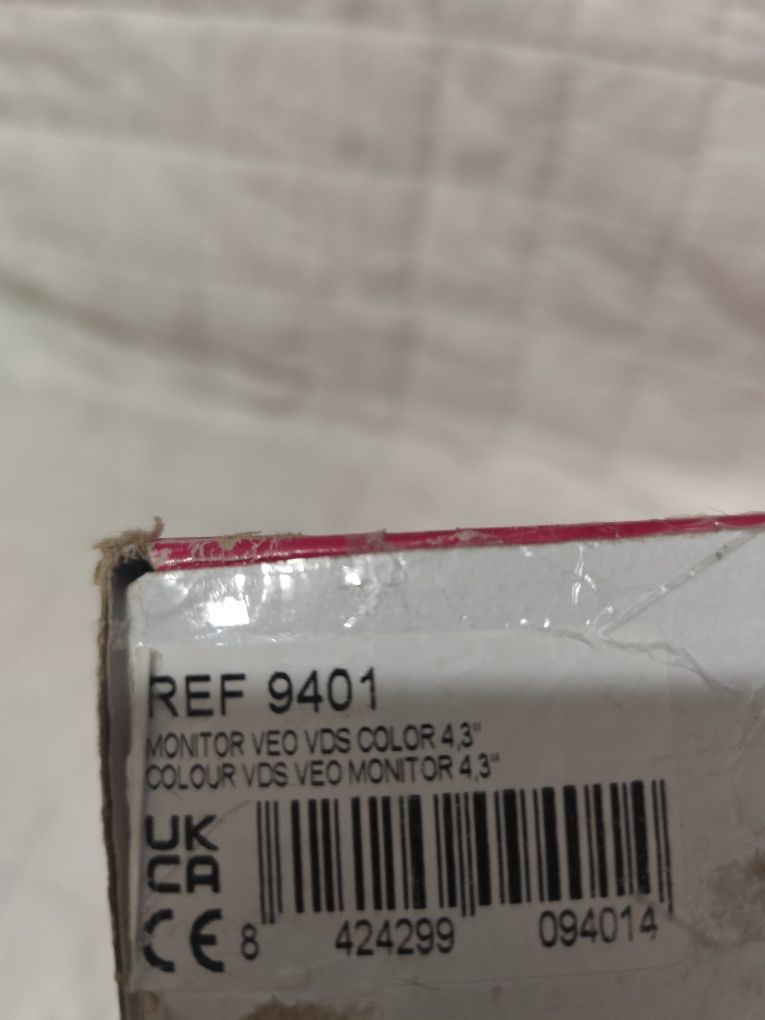 REF 9401
MONITOR VEO VDS COLOR 4,3"
COLOUR VDS VEO MONITOR 4,3"
UK
CA
CE
8 424299 094014